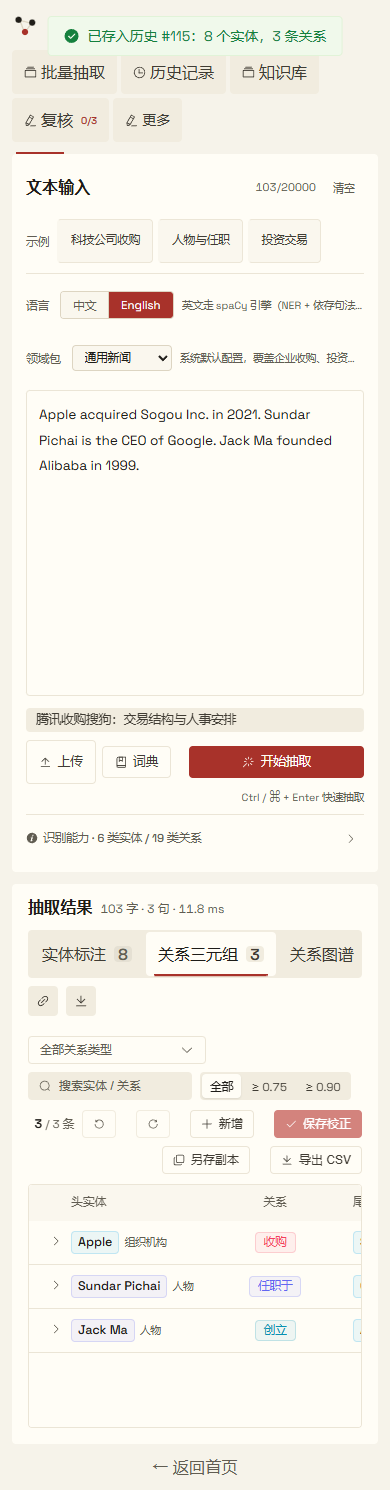 已存入历史 #115：8 个实体，3 条关系
批量抽取 历史记录 知识库
复核 0/3 更多
文本输入 103/20000 清空
示例 科技公司收购 人物与任职 投资交易
语言 中文 English 英文走 spaCy 引擎（NER + 依存句法...
领域包 通用新闻 系统默认配置，覆盖企业收购、投资...
Apple acquired Sogou Inc. in 2021. Sundar
Pichai is the CEO of Google. Jack Ma founded
Alibaba in 1999.
腾讯收购搜狗：交易结构与人事安排
上传 词典 开始抽取
Ctrl / ⌘ + Enter 快速抽取
识别能力 · 6 类实体 / 19 类关系
抽取结果 103 字 · 3 句 · 11.8 ms
实体标注 8 关系三元组 3 关系图谱
全部关系类型
搜索实体 / 关系 全部 ≥ 0.75 ≥ 0.90
3 / 3 条 新增 保存校正
另存副本 导出 CSV
头实体 关系
Apple 组织机构 收购
Sundar Pichai 人物 任职于
Jack Ma 人物 创立
← 返回首页